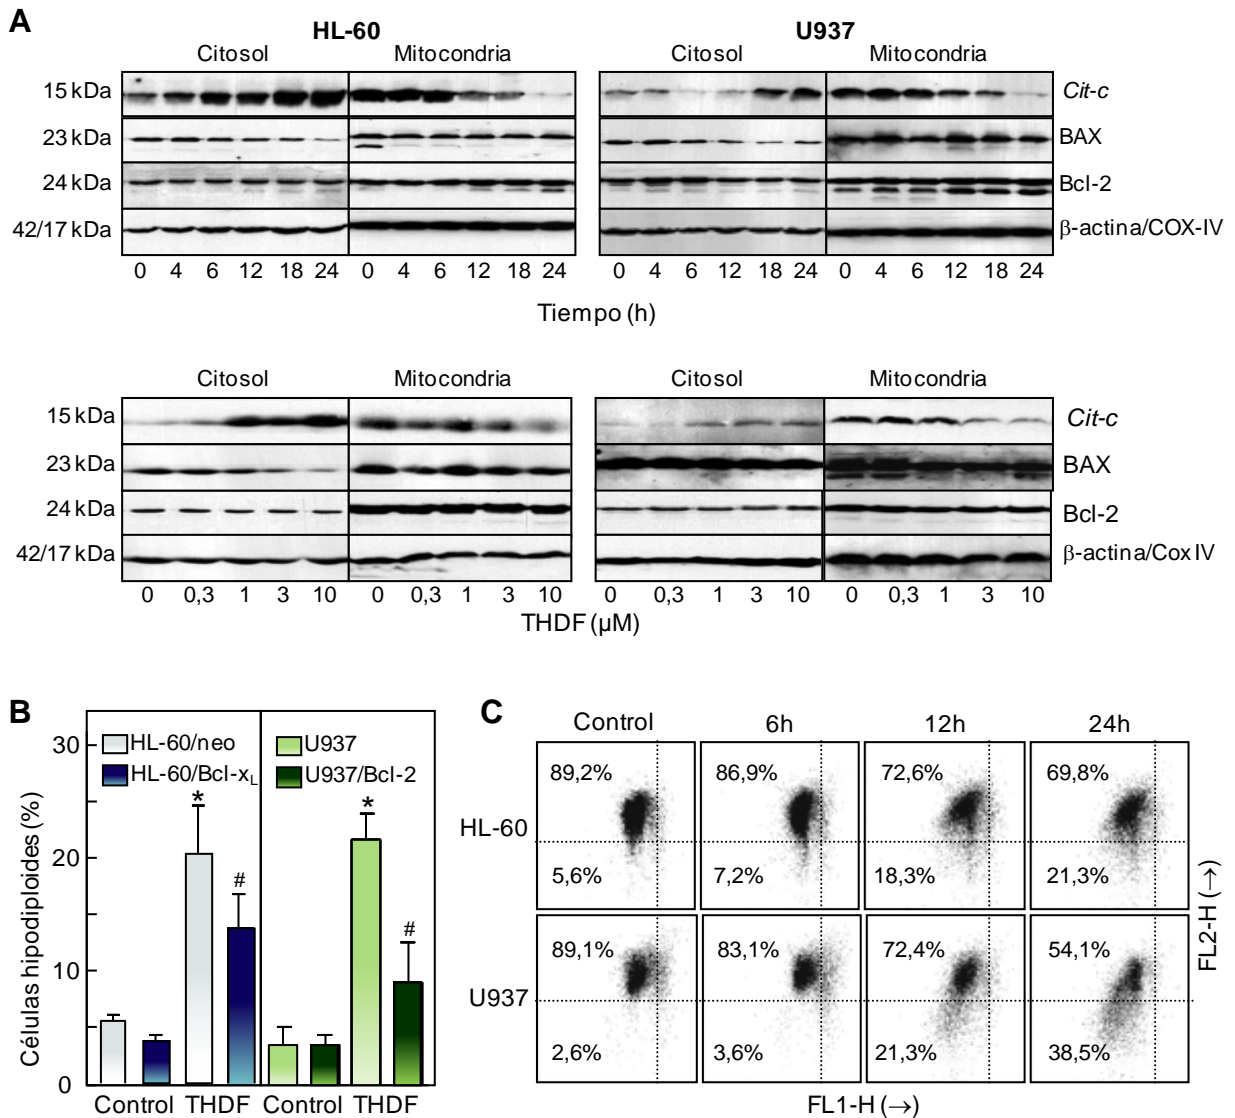 A
HL-60
U937
Citosol Mitocondria Citosol Mitocondria
15 kDa Cit-c
23 kDa BAX
24 kDa Bcl-2
42/17 kDa β-actina/COX-IV
0 4 6 12 18 24 0 4 6 12 18 24 0 4 6 12 18 24 0 4 6 12 18 24
Tiempo (h)
Citosol Mitocondria Citosol Mitocondria
15 kDa Cit-c
23 kDa BAX
24 kDa Bcl-2
42/17 kDa β-actina/Cox IV
0 0,3 1 3 10 0 0,3 1 3 10 0 0,3 1 3 10 0 0,3 1 3 10
THDF (µM)
B
Células hipodiploides (%)
30
20
10
0
HL-60/neo
HL-60/Bcl-xL
U937
U937/Bcl-2
* # * #
Control THDF Control THDF
C
Control 6h 12h 24h
HL-60
89,2% 86,9% 72,6% 69,8%
5,6% 7,2% 18,3% 21,3%
U937
89,1% 83,1% 72,4% 54,1%
2,6% 3,6% 21,3% 38,5%
FL2-H (→)
FL1-H (→)